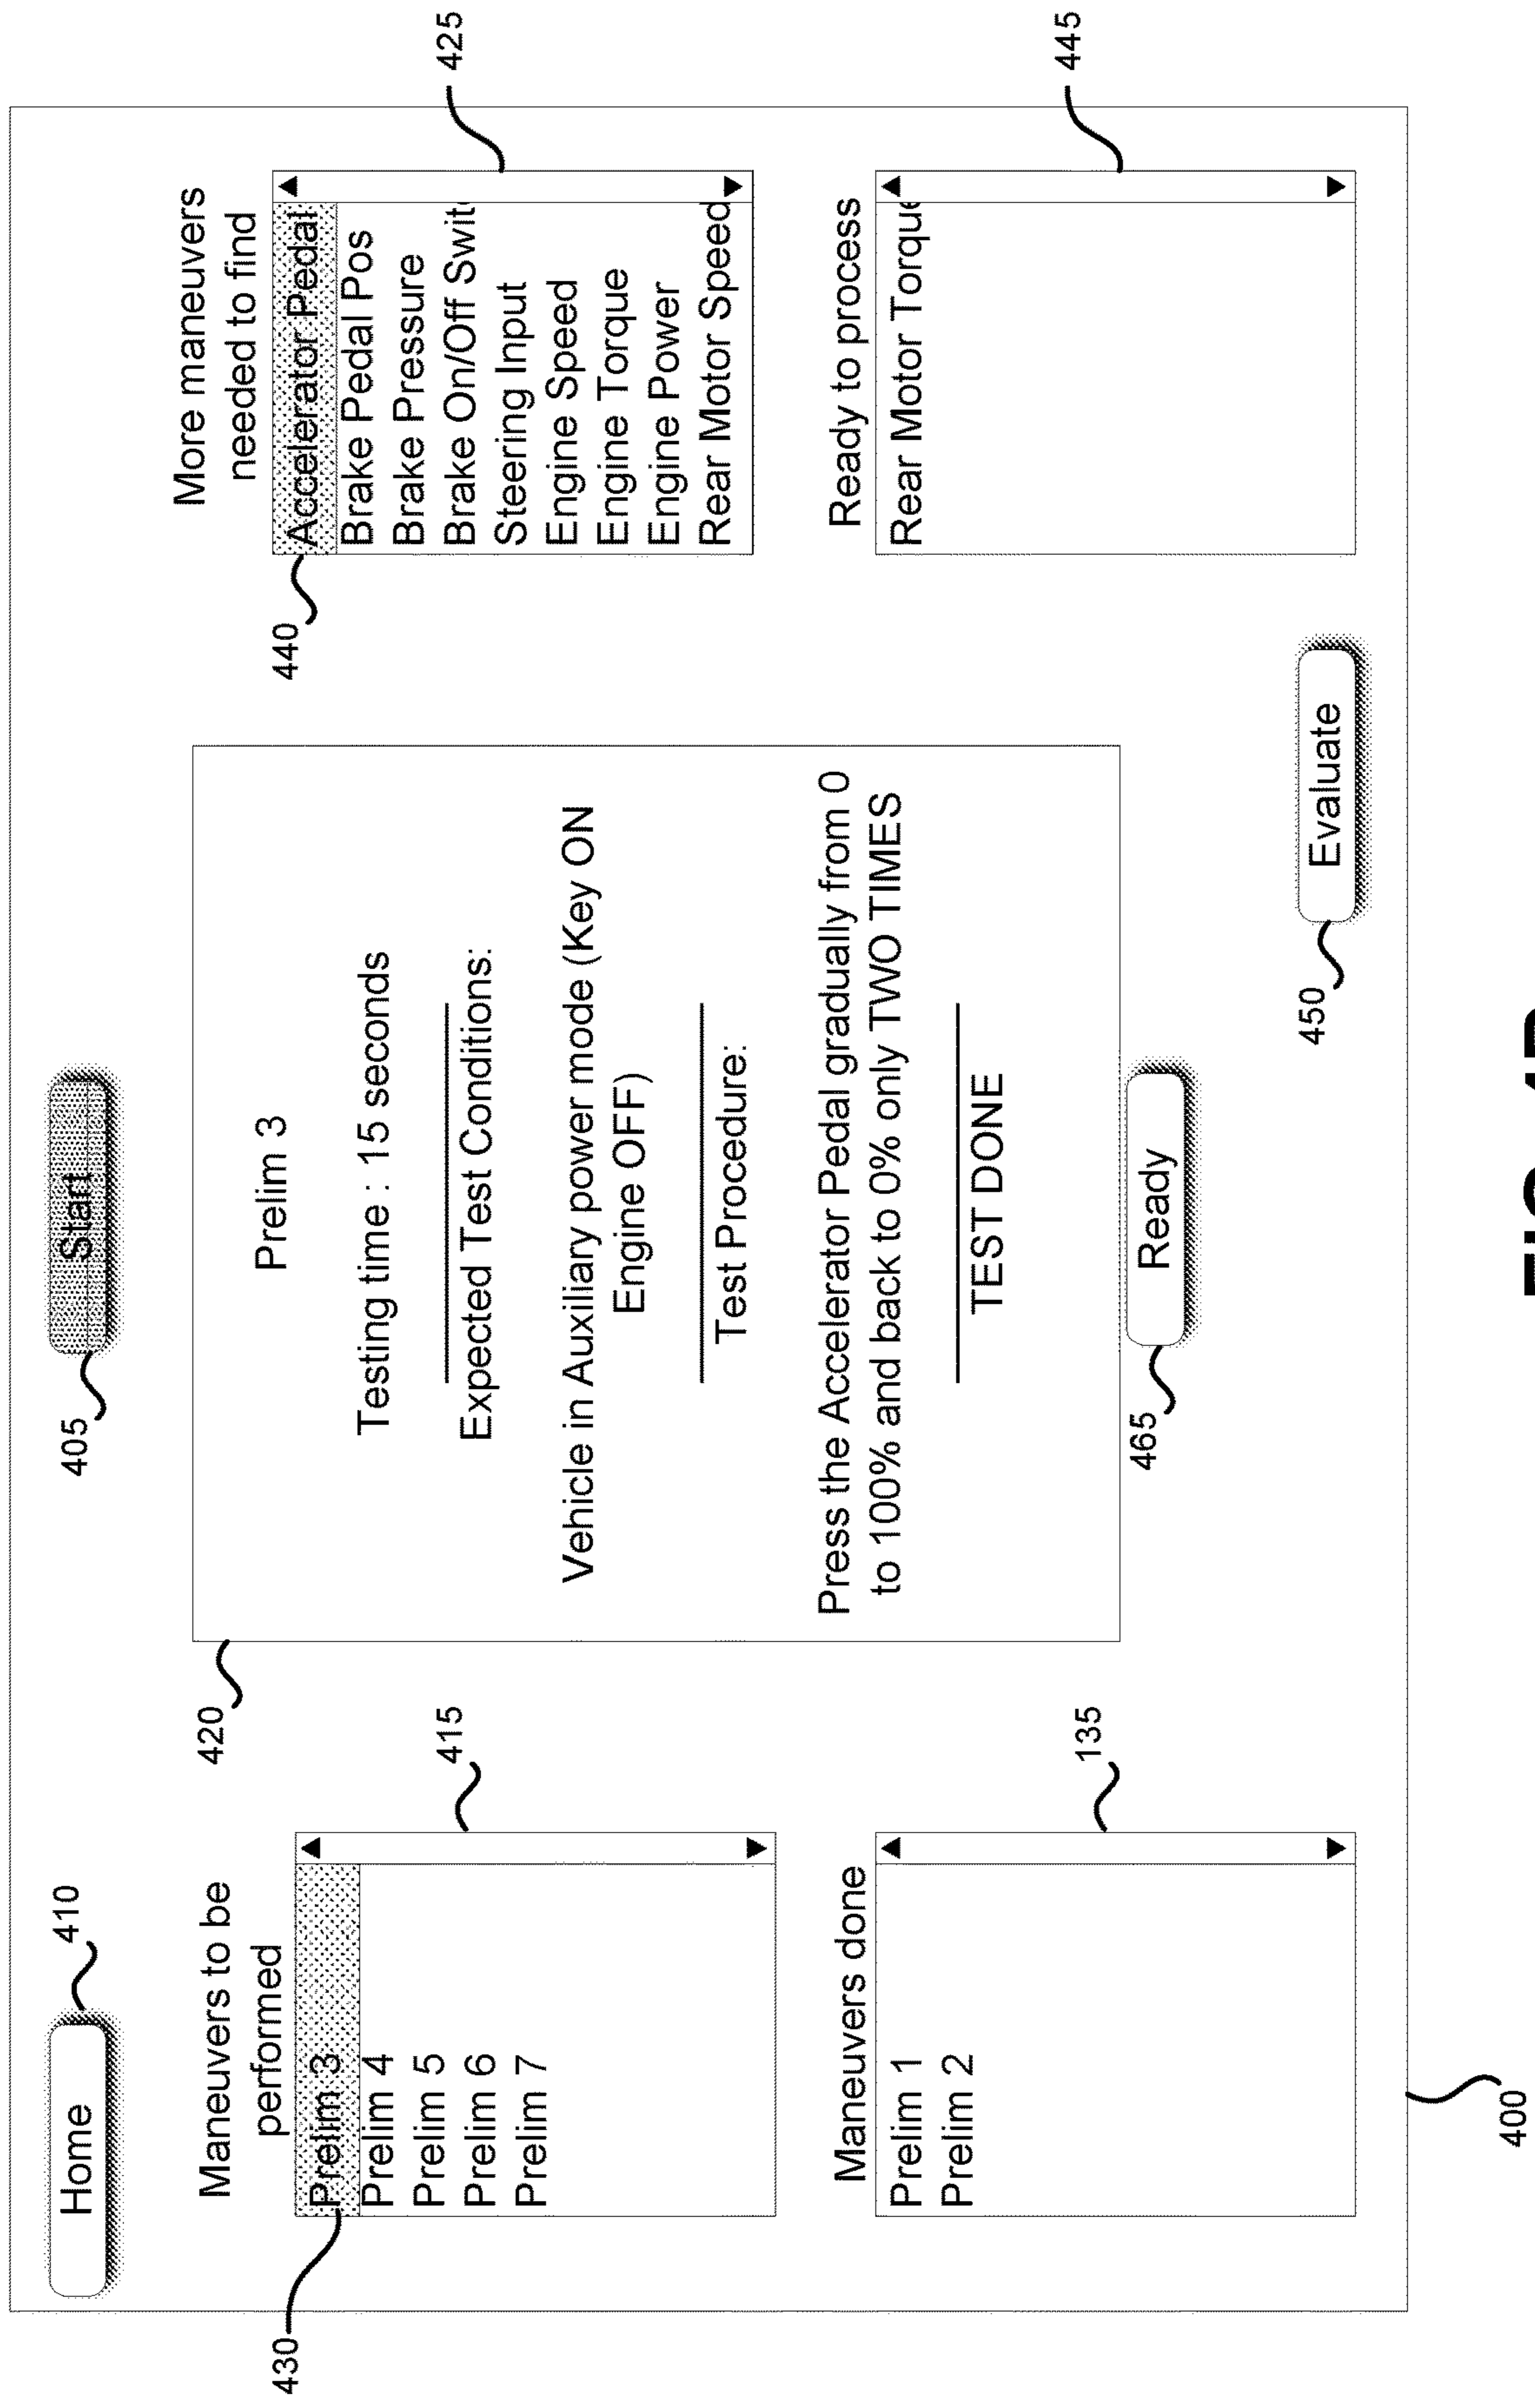 Home
410
Start
405
Maneuvers to be
performed
430
Prelim 3
Prelim 4
Prelim 5
Prelim 6
Prelim 7
415
Maneuvers done
Prelim 1
Prelim 2
135
420
Prelim 3
Testing time : 15 seconds
Expected Test Conditions:
Vehicle in Auxiliary power mode (Key ON
Engine OFF)
Test Procedure:
Press the Accelerator Pedal gradually from 0
to 100% and back to 0% only TWO TIMES
TEST DONE
465
Ready
More maneuvers
needed to find
440
Accelerator Pedal
Brake Pedal Pos
Brake Pressure
Brake On/Off Swit
Steering Input
Engine Speed
Engine Torque
Engine Power
Rear Motor Speed
425
Ready to process
Rear Motor Torque
445
450
Evaluate
400